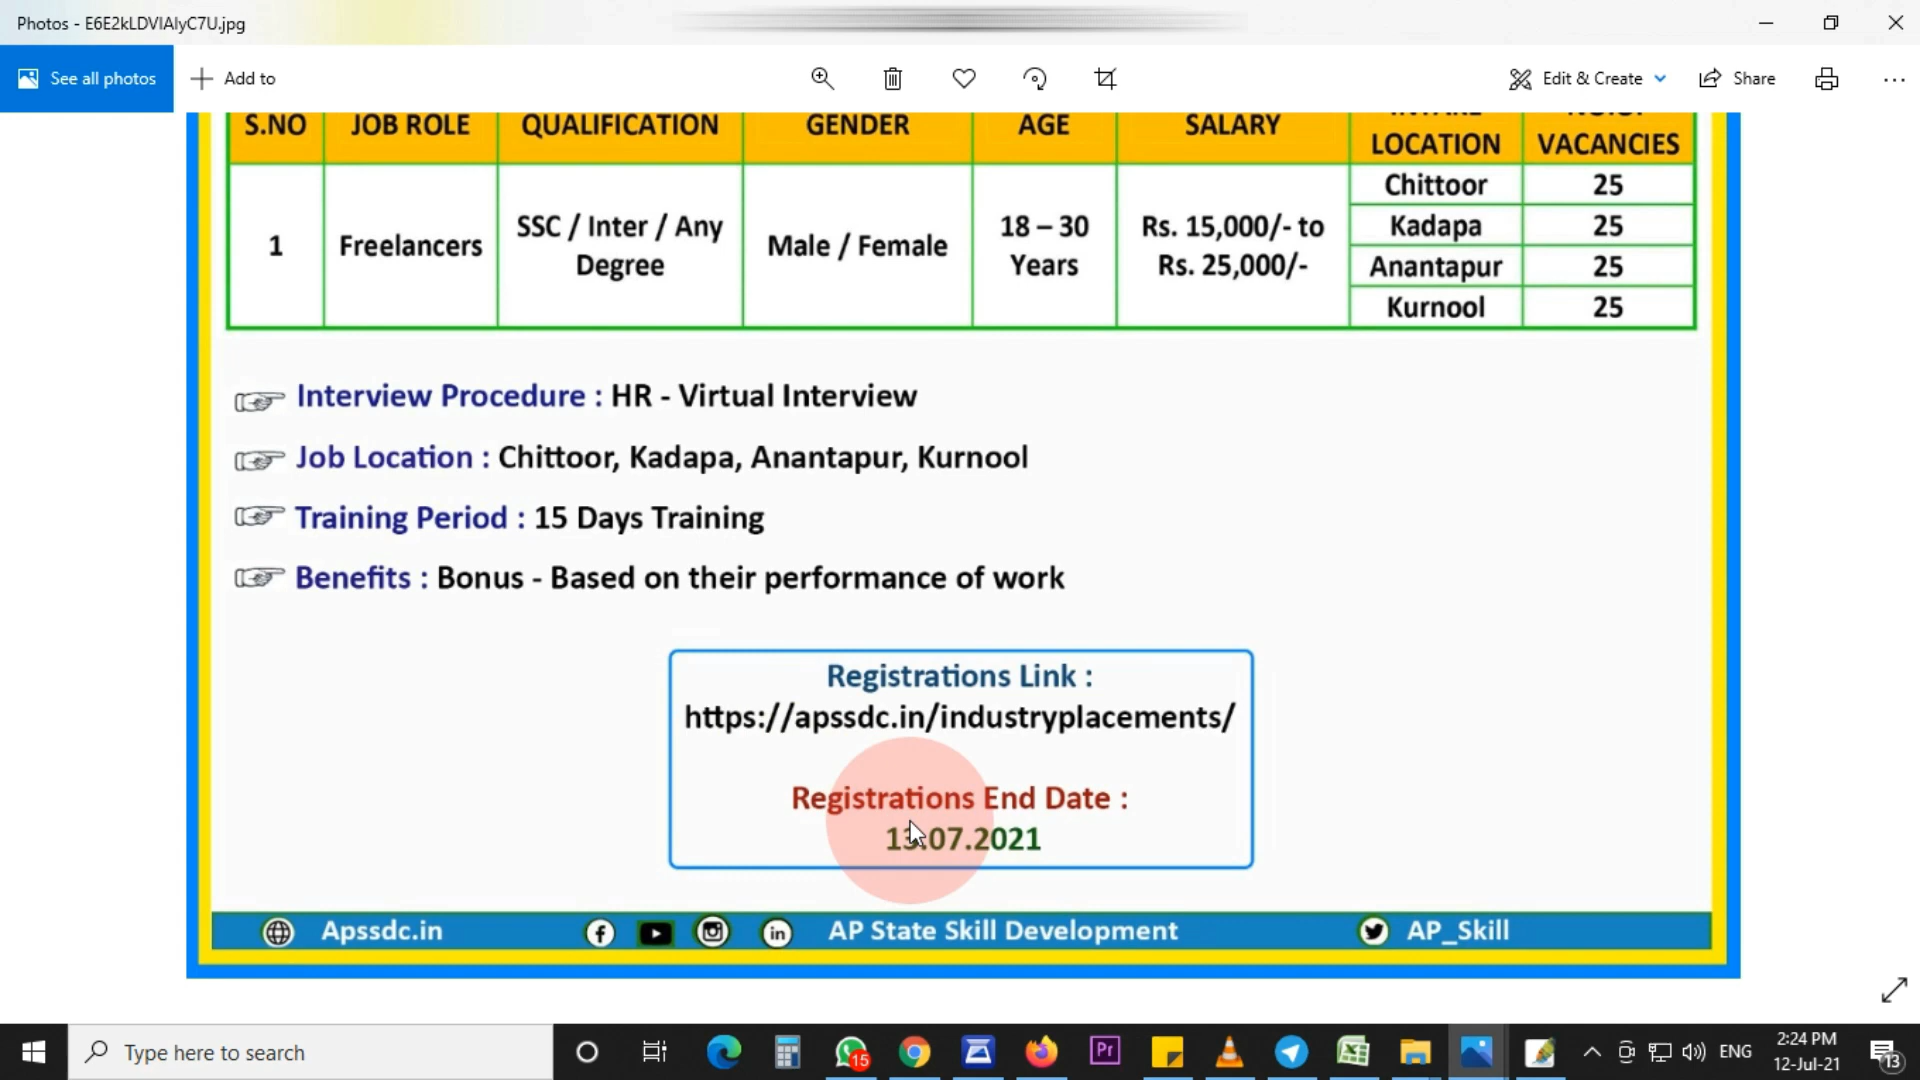 Photos - E6E2kLDVIAIyC7U.jpg
See all photos
Add to
Edit & Create
Share
S.NO JOB ROLE QUALIFICATION GENDER AGE SALARY LOCATION VACANCIES
1 Freelancers SSC / Inter / Any Degree Male / Female 18 – 30 Years Rs. 15,000/- to Rs. 25,000/-
Chittoor 25
Kadapa 25
Anantapur 25
Kurnool 25
Interview Procedure : HR - Virtual Interview
Job Location : Chittoor, Kadapa, Anantapur, Kurnool
Training Period : 15 Days Training
Benefits : Bonus - Based on their performance of work
Registrations Link :
https://apssdc.in/industryplacements/
Registrations End Date :
13.07.2021
Apssdc.in
AP State Skill Development
AP_Skill
Type here to search
15
Pr
ENG
2:24 PM
12-Jul-21
13